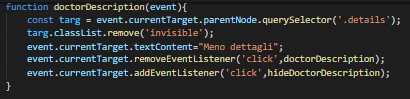 function doctorDescription(event){
    const targ = event.currentTarget.parentNode.querySelector('.details');
    targ.classList.remove('invisible');
    event.currentTarget.textContent="Meno dettagli";
    event.currentTarget.removeEventListener('click',doctorDescription);
    event.currentTarget.addEventListener('click',hideDoctorDescription);
}